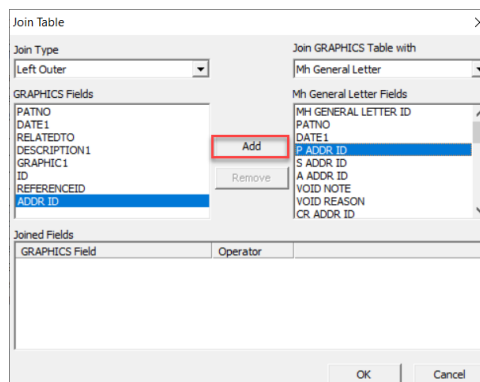 Join Table
Join Type
Join GRAPHICS Table with
Left Outer
Mh General Letter
GRAPHICS Fields
Mh General Letter Fields
PATNO
DATE1
RELATEDTO
DESCRIPTION1
GRAPHIC1
ID
REFERENCEID
ADDR ID
Add
Remove
MH GENERAL LETTER ID
PATNO
DATE1
P ADDR ID
S ADDR ID
A ADDR ID
VOID NOTE
VOID REASON
CR ADDR ID
Joined Fields
GRAPHICS Field
Operator
OK
Cancel